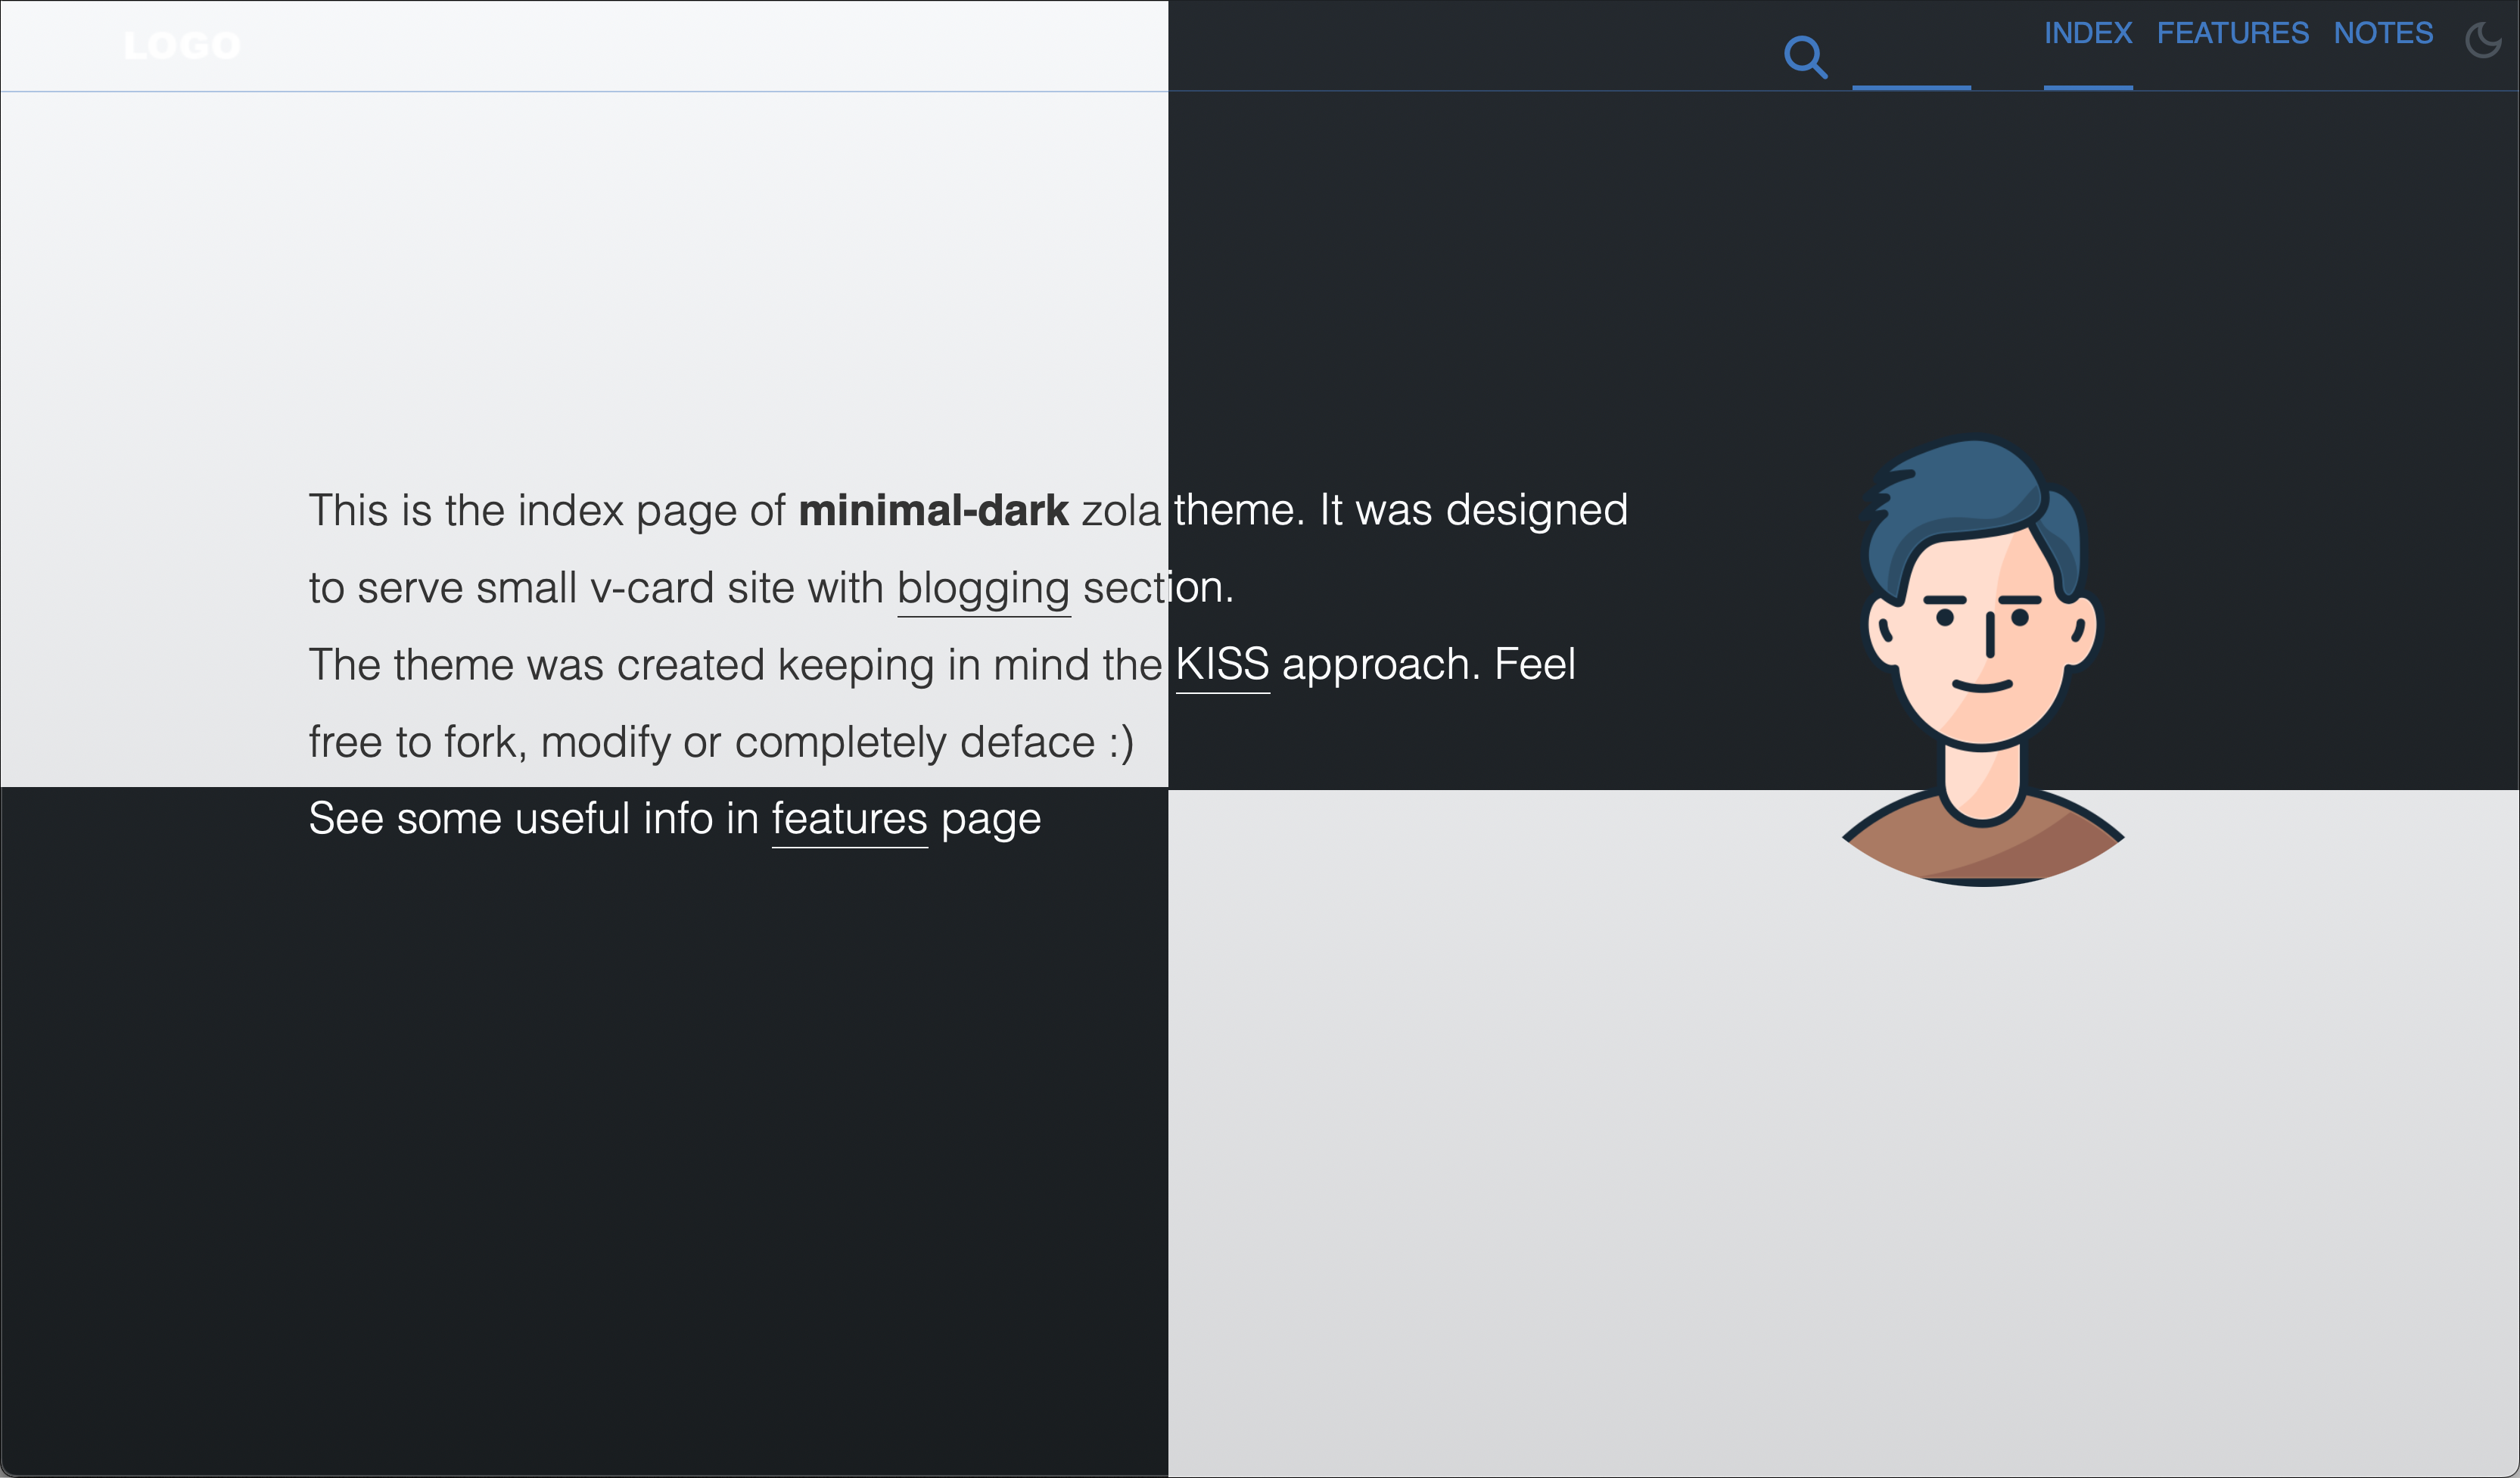 LOGO
INDEX FEATURES NOTES
This is the index page of minimal-dark zola theme. It was designed
to serve small v-card site with blogging section.
The theme was created keeping in mind the KISS approach. Feel
free to fork, modify or completely deface :)
See some useful info in features page